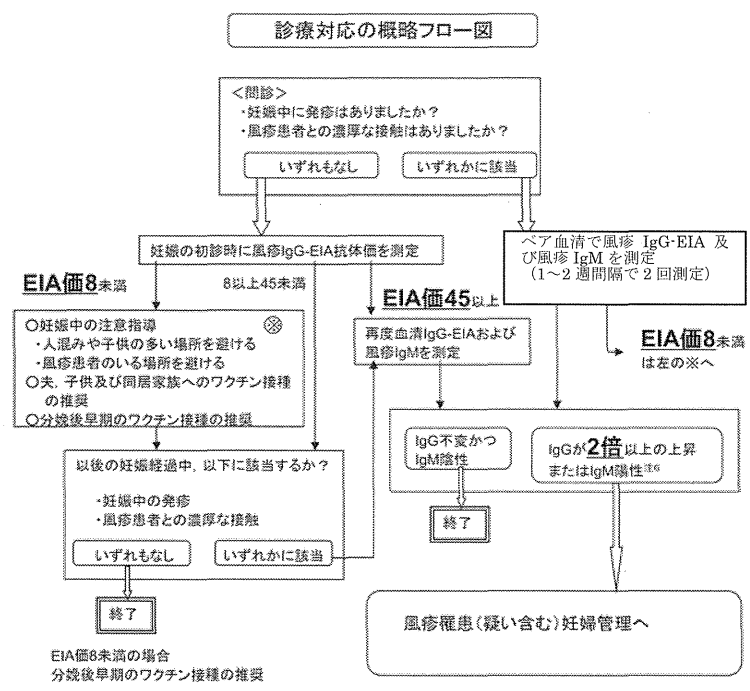 診療対応の概略フロー図
＜問診＞
・妊娠中に発疹はありましたか？
・風疹患者との濃厚な接触はありましたか？
いずれもなし
いずれかに該当
妊娠の初診時に風疹IgG-EIA抗体価を測定
ペア血清で風疹 IgG-EIA 及
び風疹 IgM を測定
（1～2 週間隔で 2 回測定）
EIA価8未満
8以上45未満
EIA価45以上
○妊娠中の注意指導
※
・人混みや子供の多い場所を避ける
・風疹患者のいる場所を避ける
○夫, 子供及び同居家族へのワクチン接種
の推奨
○分娩後早期のワクチン接種の推奨
再度血清IgG-EIAおよび
風疹IgMを測定
EIA価8未満
は左の※へ
IgG不変かつ
IgM陰性
IgGが2倍以上の上昇
またはIgM陽性注6
終了
以後の妊娠経過中, 以下に該当するか？
・妊娠中の発疹
・風疹患者との濃厚な接触
いずれもなし
いずれかに該当
終了
EIA価8未満の場合
分娩後早期のワクチン接種の推奨
風疹罹患（疑い含む）妊婦管理へ